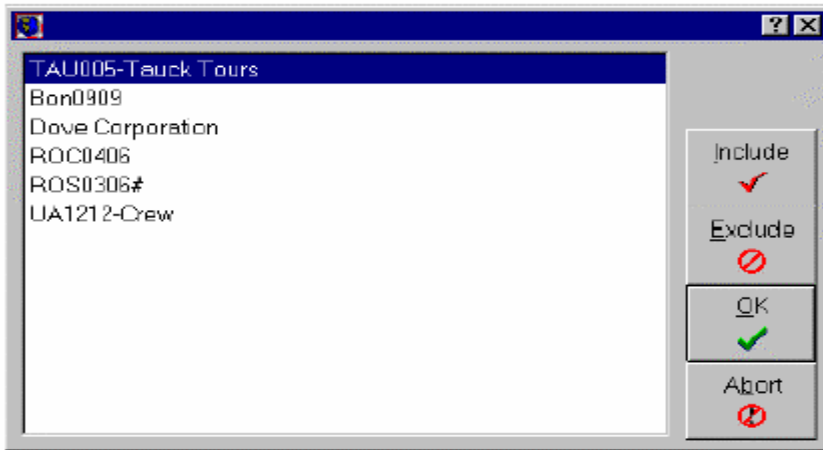 ?
TAU005-Tauck Tours
Bon0909
Dove Corporation
ROC0406
ROS0306#
UA1212-Crew
Include
Exclude
OK
Abort